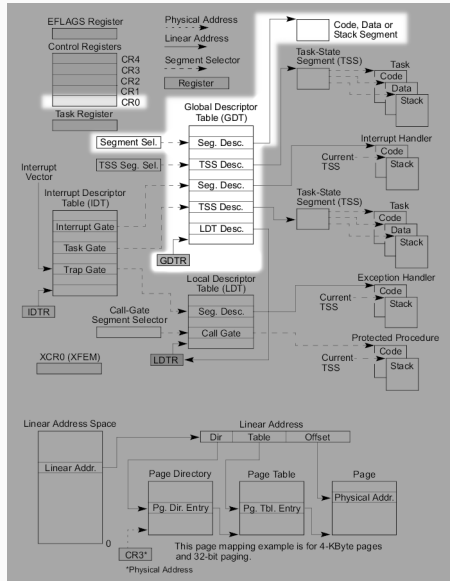 EFLAGS Register
Control Registers
CR4
CR3
CR2
CR1
CR0
Task Register
Physical Address
Linear Address
Segment Selector
Register
Code, Data or
Stack Segment
Task-State
Segment (TSS)
Task
Code
Data
Stack
Global Descriptor
Table (GDT)
Segment Sel.
Seg. Desc.
TSS Seg. Sel.
TSS Desc.
Interrupt Handler
Code
Current
TSS
Stack
Interrupt
Vector
Interrupt Descriptor
Table (IDT)
Seg. Desc.
Interrupt Gate
TSS Desc.
Task-State
Segment (TSS)
Task
Code
Data
Stack
Task Gate
LDT Desc.
Trap Gate
GDTR
Local Descriptor
Table (LDT)
Exception Handler
Code
Current
TSS
Stack
IDTR
Call-Gate
Segment Selector
Seg. Desc.
Call Gate
Protected Procedure
Code
Current
TSS
Stack
XCR0 (XFEM)
LDTR
Linear Address Space
Linear Address
Dir
Table
Offset
Linear Addr.
Page Directory
Page Table
Page
Physical Addr.
Pg. Dir. Entry
Pg. Tbl. Entry
0
CR3*
This page mapping example is for 4-KByte pages
and 32-bit paging.
*Physical Address